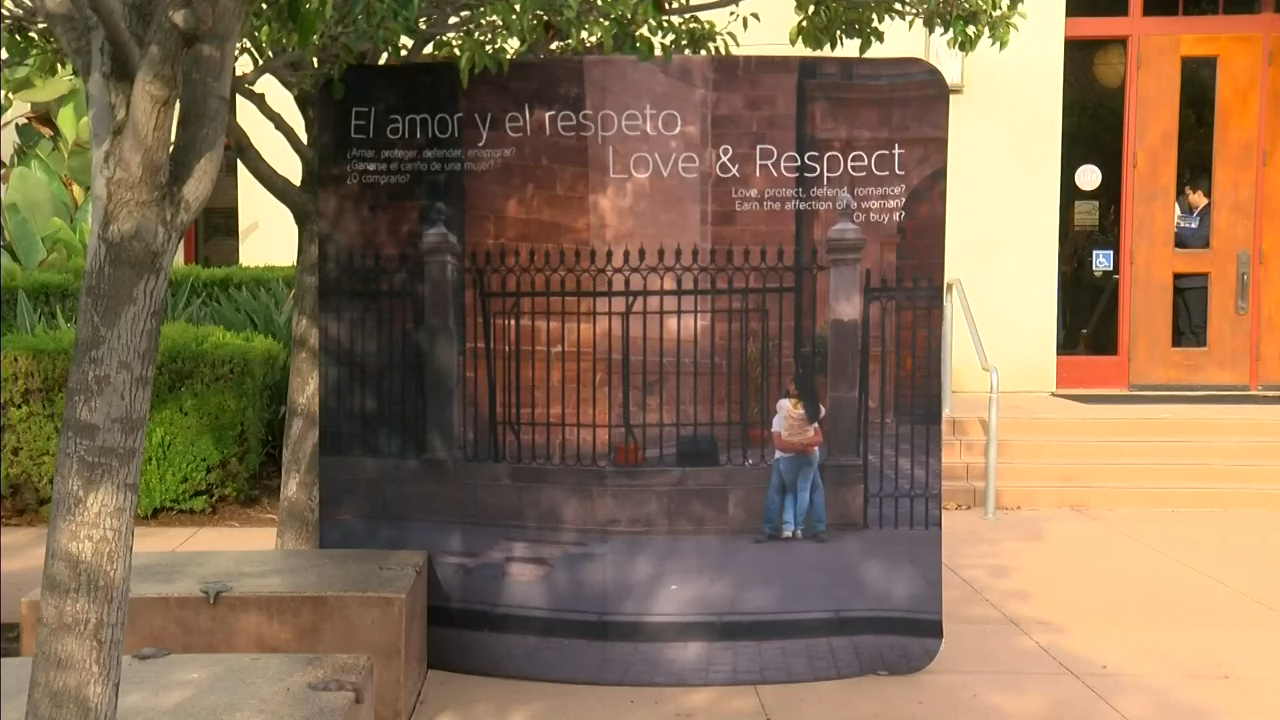 El amor y el respeto
¿Amar, proteger, defender, enamorar?
¿Ganarse el cariño de una mujer?
¿O comprarlo?
Love & Respect
Love, protect, defend, romance?
Earn the affection of a woman?
Or buy it?